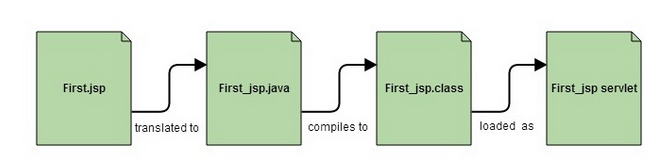 First.jsp
translated to
First_jsp.java
compiles to
First_jsp.class
loaded as
First_jsp servlet